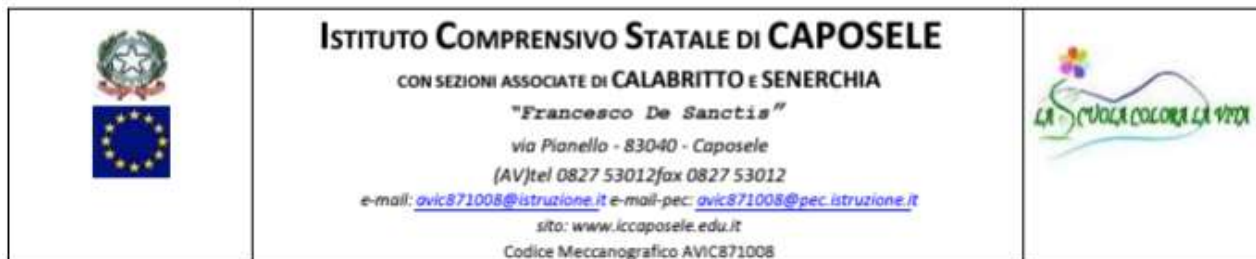 ISTITUTO COMPRENSIVO STATALE DI CAPOSELE
CON SEZIONI ASSOCIATE DI CALABRITTO E SENERCHIA
"Francesco De Sanctis"
via Pianello - 83040 - Caposele
(AV)tel 0827 53012fax 0827 53012
e-mail: avic871008@istruzione.it e-mail-pec: avic871008@pec.istruzione.it
sito: www.iccaposele.edu.it
Codice Meccanografico AVIC871008
LA SCUOLA COLORA LA VITA